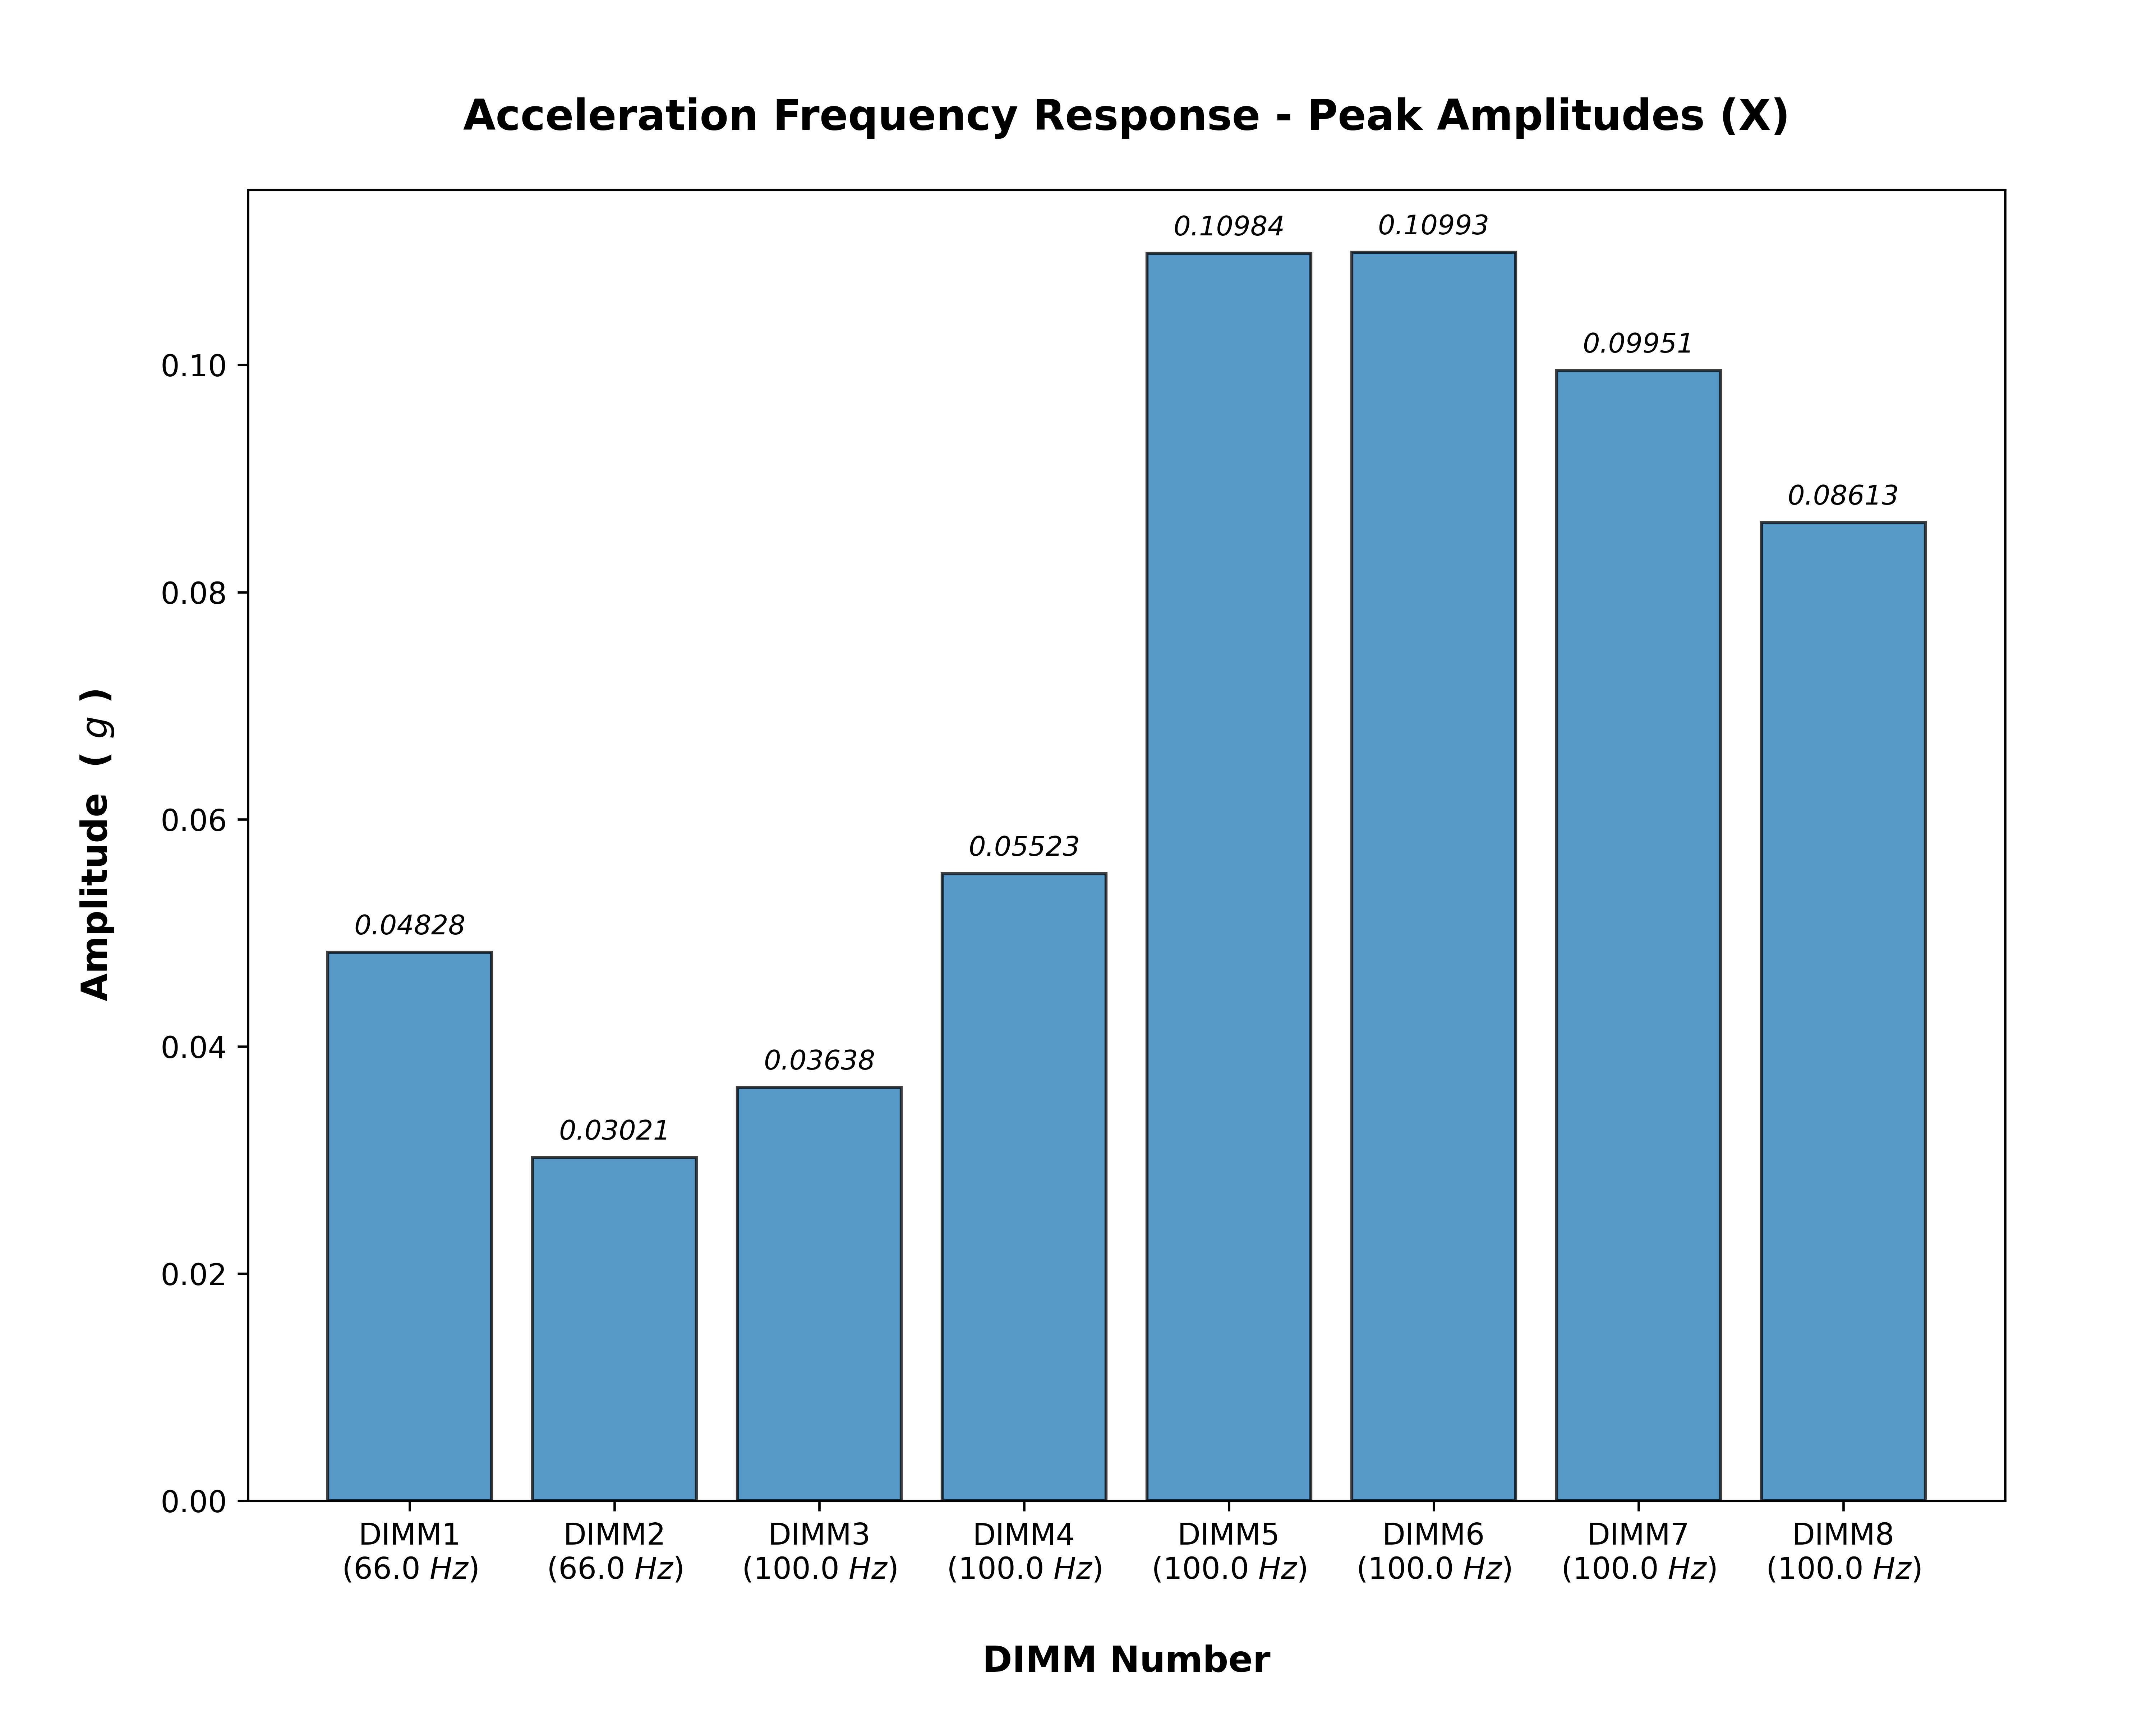 Acceleration Frequency Response - Peak Amplitudes (X)
Amplitude ( g )
0.10
0.08
0.06
0.04
0.02
0.00
0.04828
0.03021
0.03638
0.05523
0.10984
0.10993
0.09951
0.08613
DIMM1
(66.0 Hz)
DIMM2
(66.0 Hz)
DIMM3
(100.0 Hz)
DIMM4
(100.0 Hz)
DIMM5
(100.0 Hz)
DIMM6
(100.0 Hz)
DIMM7
(100.0 Hz)
DIMM8
(100.0 Hz)
DIMM Number